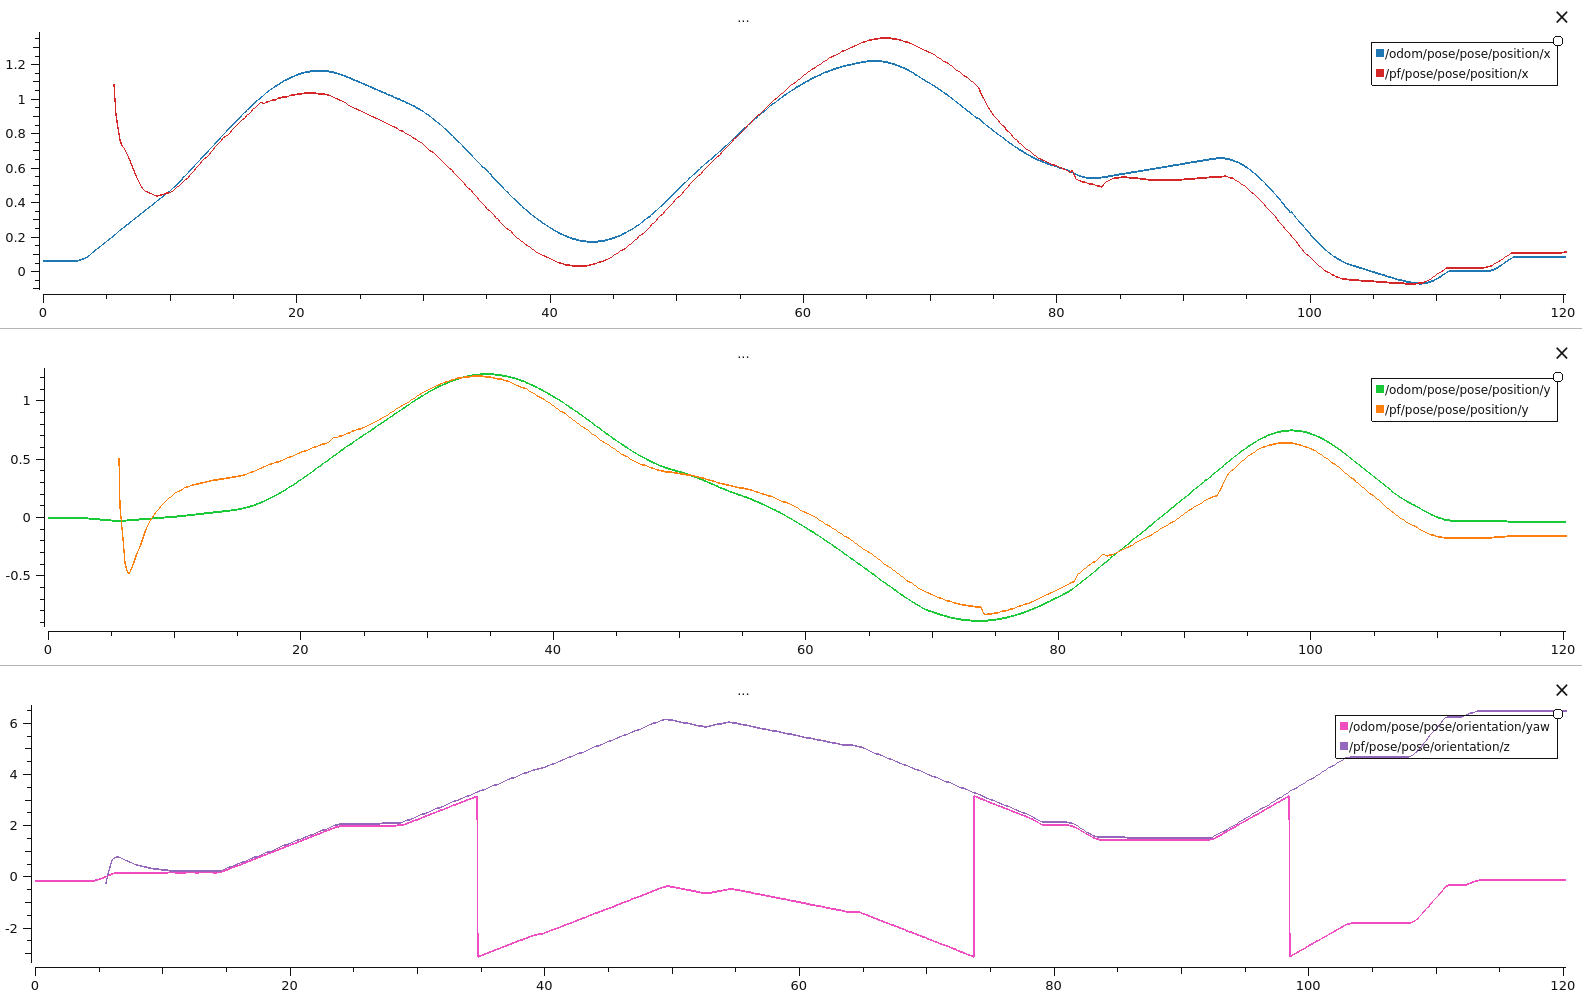 ...
/odom/pose/pose/position/x
/pf/pose/pose/position/x
1.2
1
0.8
0.6
0.4
0.2
0
0 20 40 60 80 100 120
...
/odom/pose/pose/position/y
/pf/pose/pose/position/y
1
0.5
0
-0.5
0 20 40 60 80 100 120
...
/odom/pose/pose/orientation/yaw
/pf/pose/pose/orientation/z
6
4
2
0
-2
0 20 40 60 80 100 120